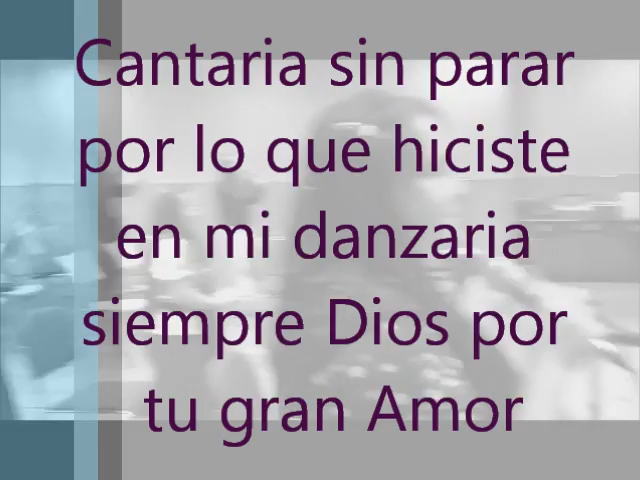 Cantaria sin parar
por lo que hiciste
en mi danzaria
siempre Dios por
tu gran Amor